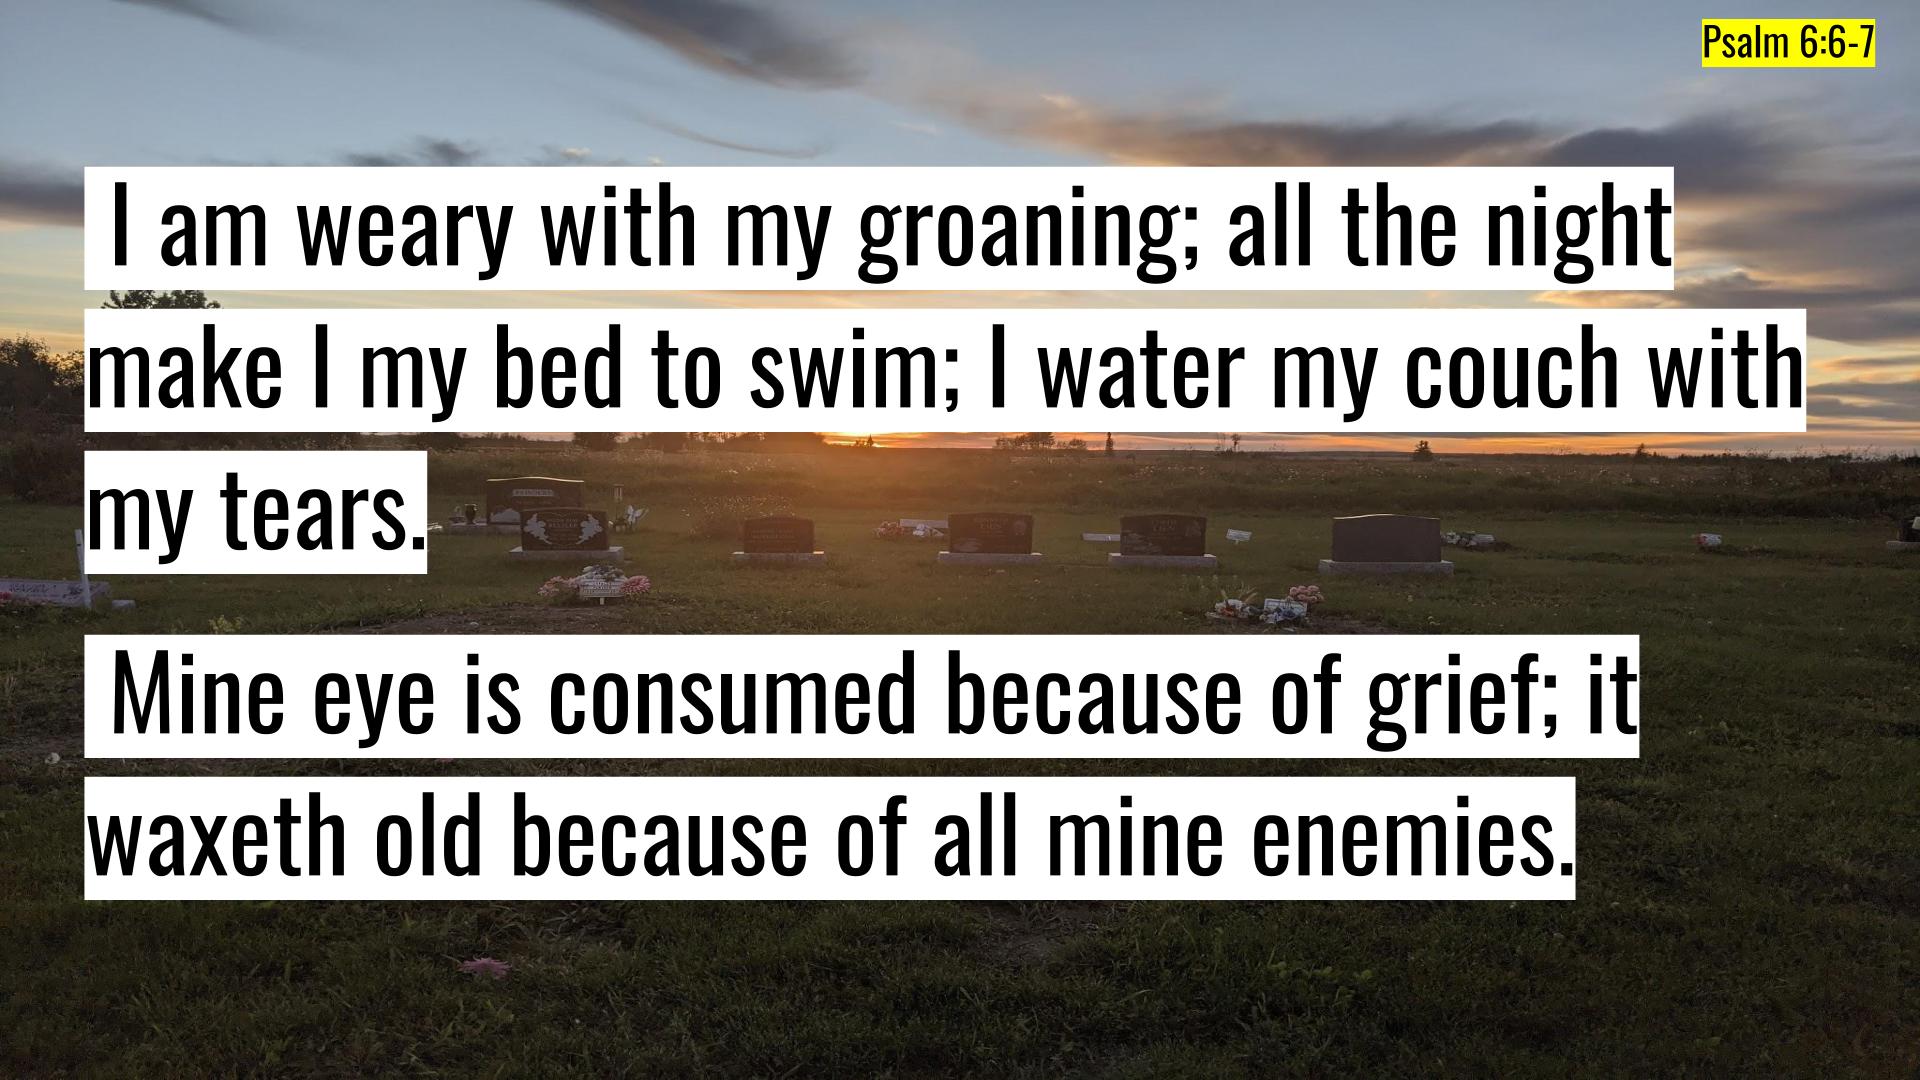 Psalm 6:6-7
I am weary with my groaning; all the night
make I my bed to swim; I water my couch with
my tears.
Mine eye is consumed because of grief; it
waxeth old because of all mine enemies.